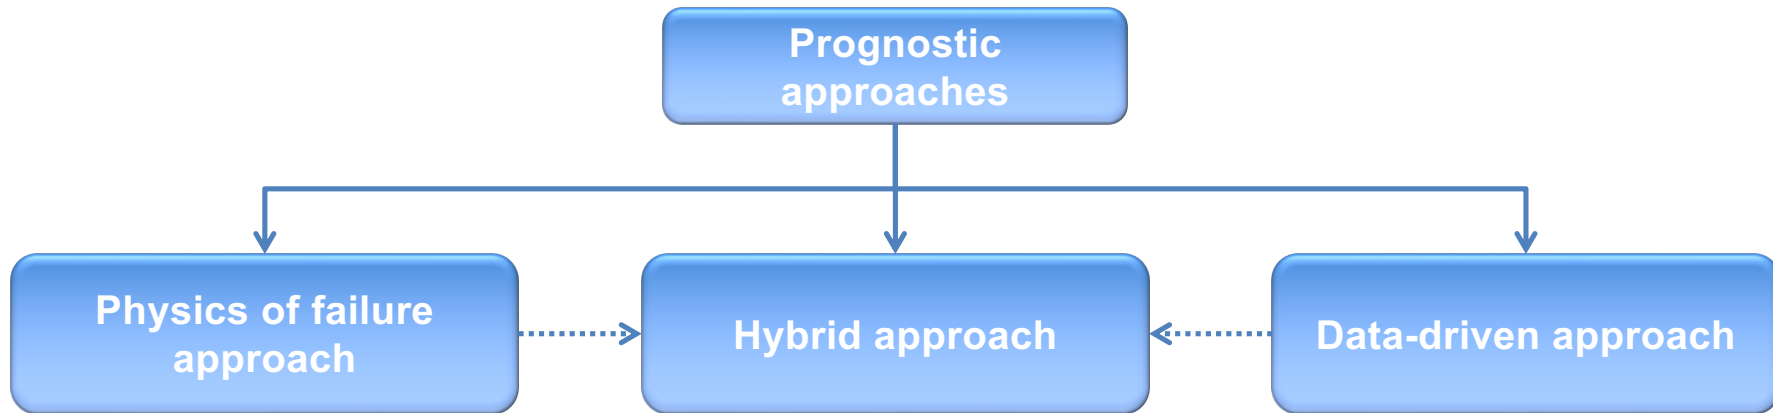 Prognostic
approaches
Physics of failure
approach
Hybrid approach
Data-driven approach